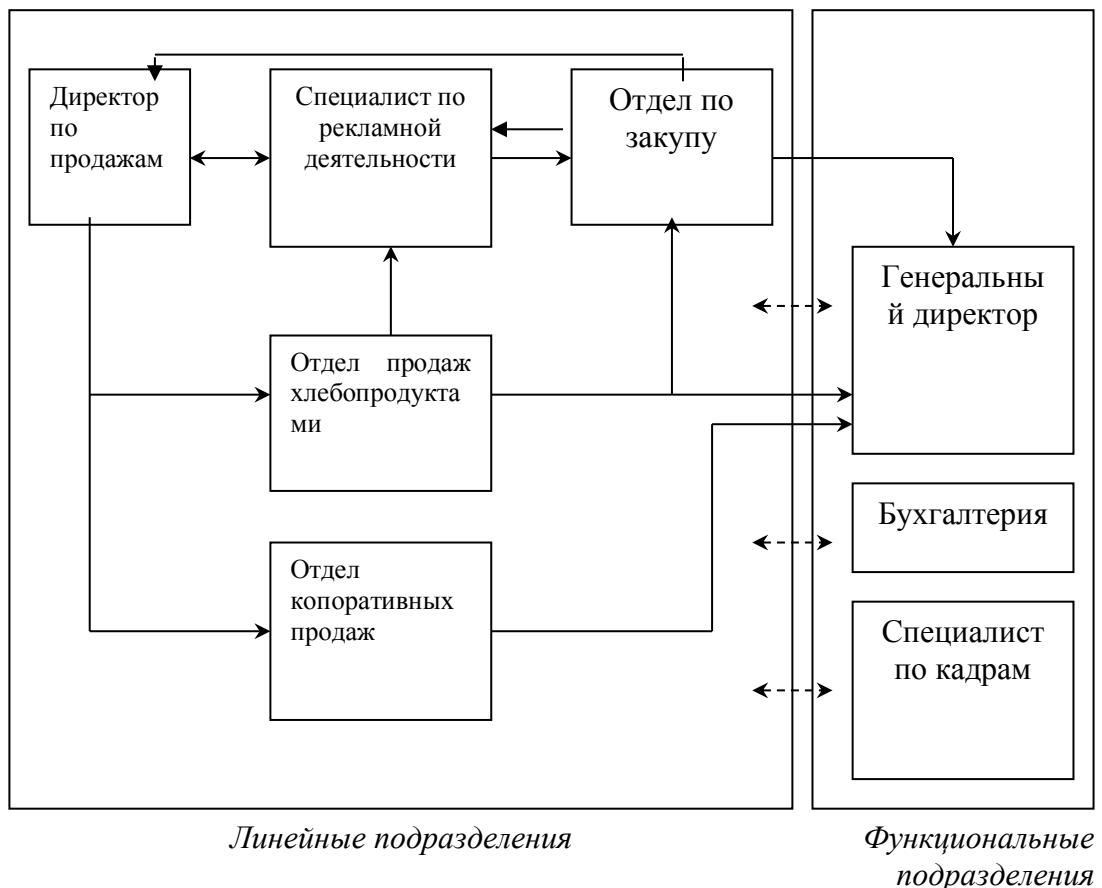 Директор
по
продажам
Специалист по
рекламной
деятельности
Отдел по
закупу
Генеральны
й директор
Отдел продаж
хлебопродукта
ми
Бухгалтерия
Отдел
копоративных
продаж
Специалист
по кадрам
Линейные подразделения
Функциональные
подразделения